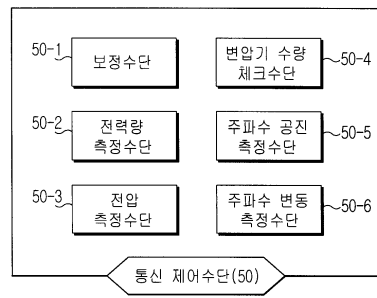 50-1
보정수단
변압기 수량
체크수단
50-4
50-2
전력량
측정수단
주파수 공진
측정수단
50-5
50-3
전압
측정수단
주파수 변동
측정수단
50-6
통신 제어수단(50)